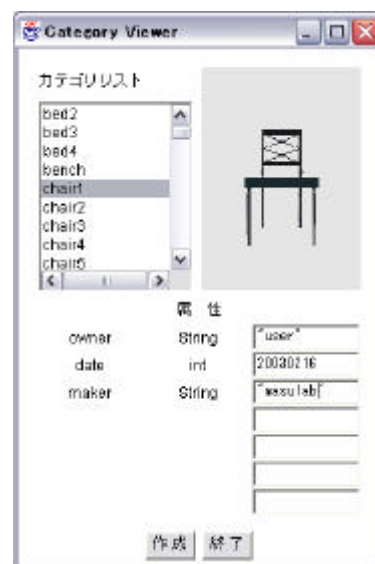 Category Viewer
カテゴリリスト
bed2
bed3
bed4
bench
chair1
chair2
chair3
chair4
chair5
属 性
owner String "user"
date int 20030216
maker String "wasulab"
作成 終了